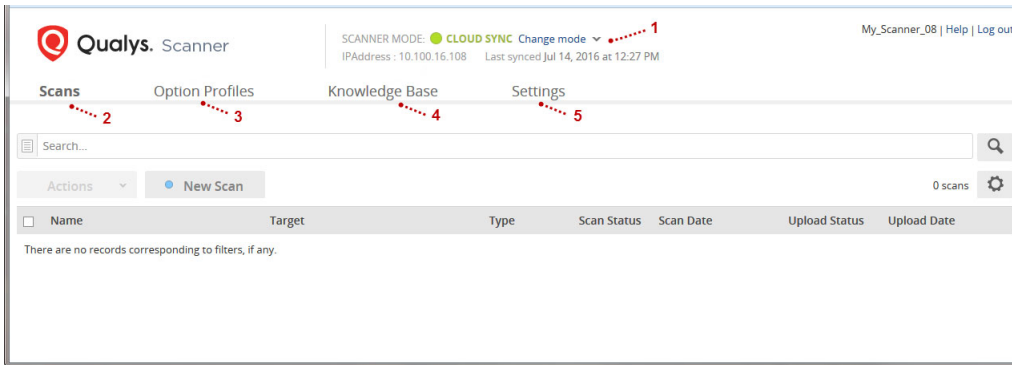 Qualys. Scanner
SCANNER MODE: CLOUD SYNC Change mode 1
IPAddress : 10.100.16.108 Last synced Jul 14, 2016 at 12:27 PM
My_Scanner_08 | Help | Log out
Scans Option Profiles Knowledge Base Settings
2 3 4 5
Search...
Actions New Scan 0 scans
Name Target Type Scan Status Scan Date Upload Status Upload Date
There are no records corresponding to filters, if any.